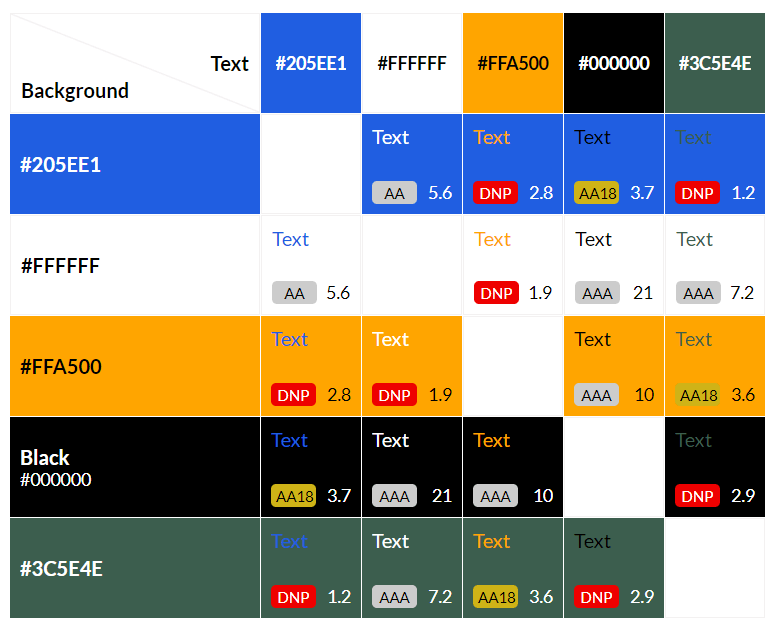 Text
Background
#205EE1 #FFFFFF #FFA500 #000000 #3C5E4E
#205EE1
Text Text Text Text
AA 5.6 DNP 2.8 AA18 3.7 DNP 1.2
#FFFFFF
Text Text Text Text
AA 5.6 DNP 1.9 AAA 21 AAA 7.2
#FFA500
Text Text Text Text
DNP 2.8 DNP 1.9 AAA 10 AA18 3.6
Black
#000000
Text Text Text Text
AA18 3.7 AAA 21 AAA 10 DNP 2.9
#3C5E4E
Text Text Text Text
DNP 1.2 AAA 7.2 AA18 3.6 DNP 2.9